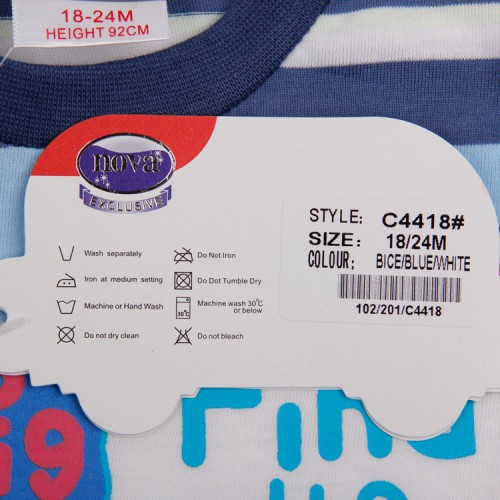 18-24M
HEIGHT 92CM
nova
EXCLUSIVE
STYLE: C4418#
SIZE: 18/24M
COLOUR: BICE/BLUE/WHITE
102/201/C4418
Wash separately
Do Not Iron
Iron at medium setting
Do Dot Tumble Dry
Machine or Hand Wash
Machine wash 30°C
or below
30°C
Do not dry clean
Do not bleach
Find